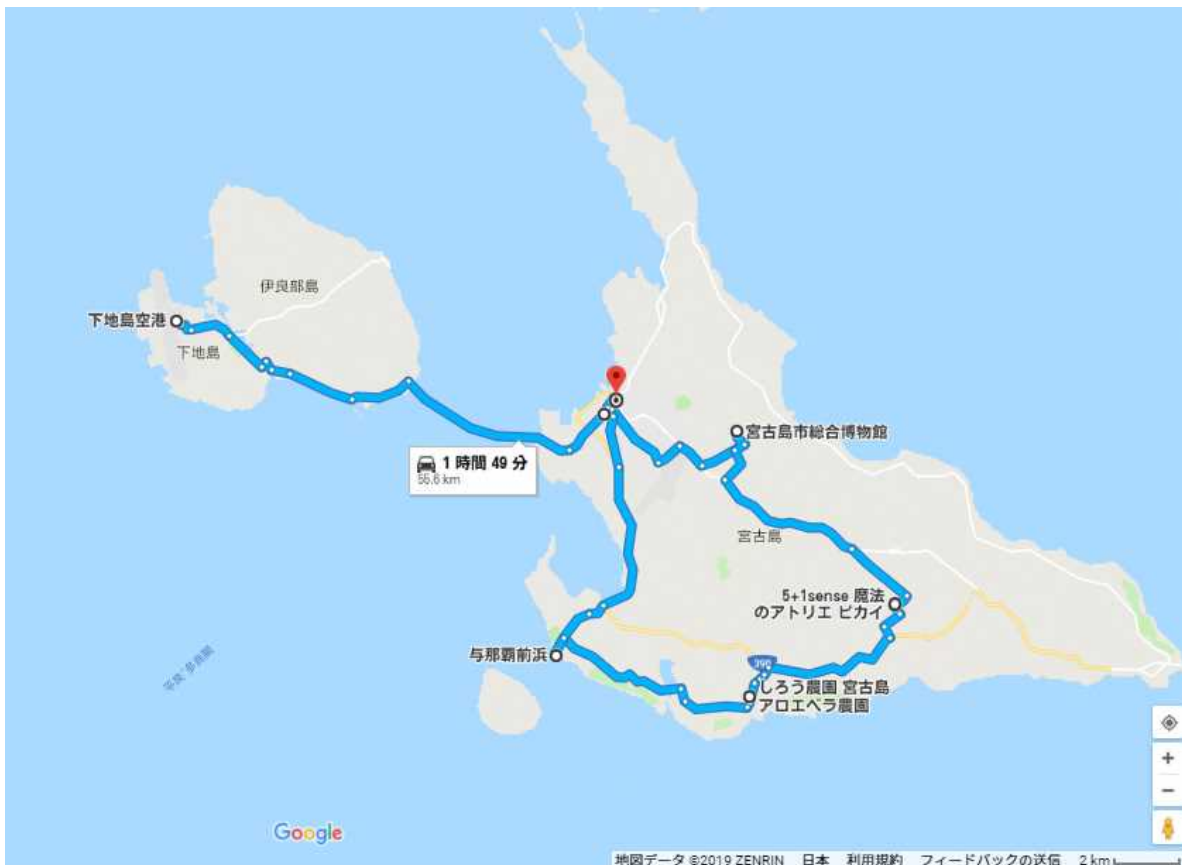 伊良部島
下地島空港
下地島
1 時間 49 分
55.6 km
宮古島市総合博物館
宮古島
5+1sense 魔法
のアトリエ ピカイ
与那覇前浜
390
しろう農園 宮古島
アロエベラ農園
Google
地図データ ©2019 ZENRIN 日本 利用規約 フィードバックの送信 2 km